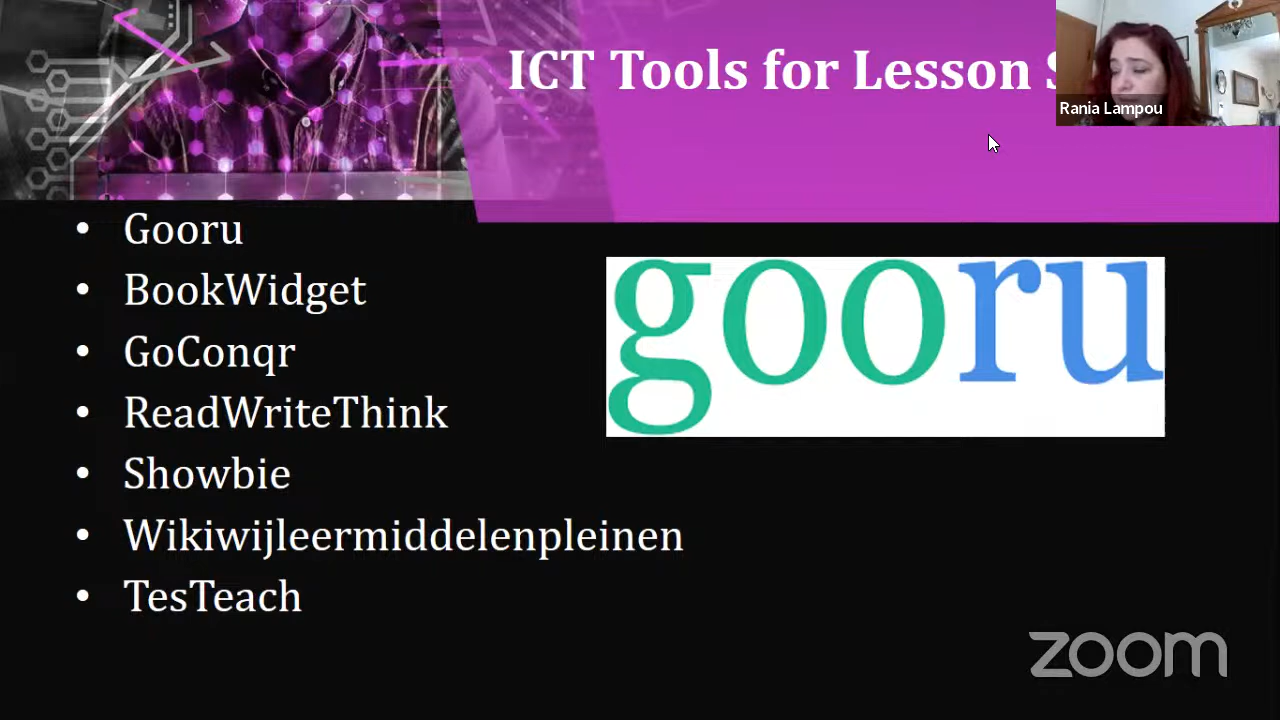 ICT Tools for Lesson
Rania Lampou
• Gooru
• BookWidget
• GoConqr
• ReadWriteThink
• Showbie
• Wikiwijleermiddelenpleinen
• TesTeach
gooru
zoom